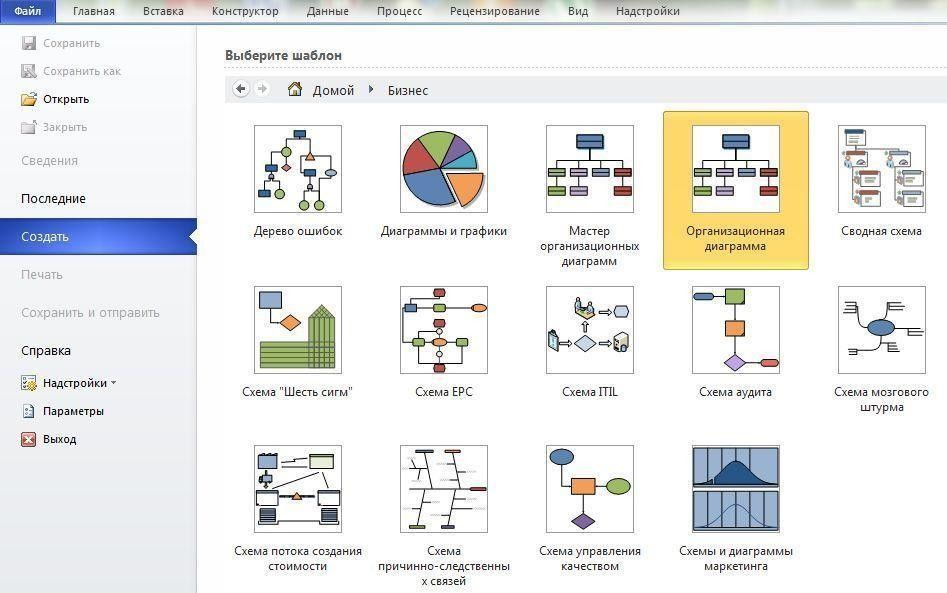 Файл Главная Вставка Конструктор Данные Процесс Рецензирование Вид Надстройки
Сохранить
Сохранить как
Открыть
Закрыть
Сведения
Последние
Создать
Печать
Сохранить и отправить
Справка
Надстройки
Параметры
Выход
Выберите шаблон
Домой Бизнес
Дерево ошибок
Диаграммы и графики
Мастер
организационных
диаграмм
Организационная
диаграмма
Сводная схема
Схема "Шесть сигм"
Схема EPC
Схема ITIL
Схема аудита
Схема мозгового
штурма
Схема потока создания
стоимости
Схема
причинно-следственны
х связей
Схема управления
качеством
Схемы и диаграммы
маркетинга